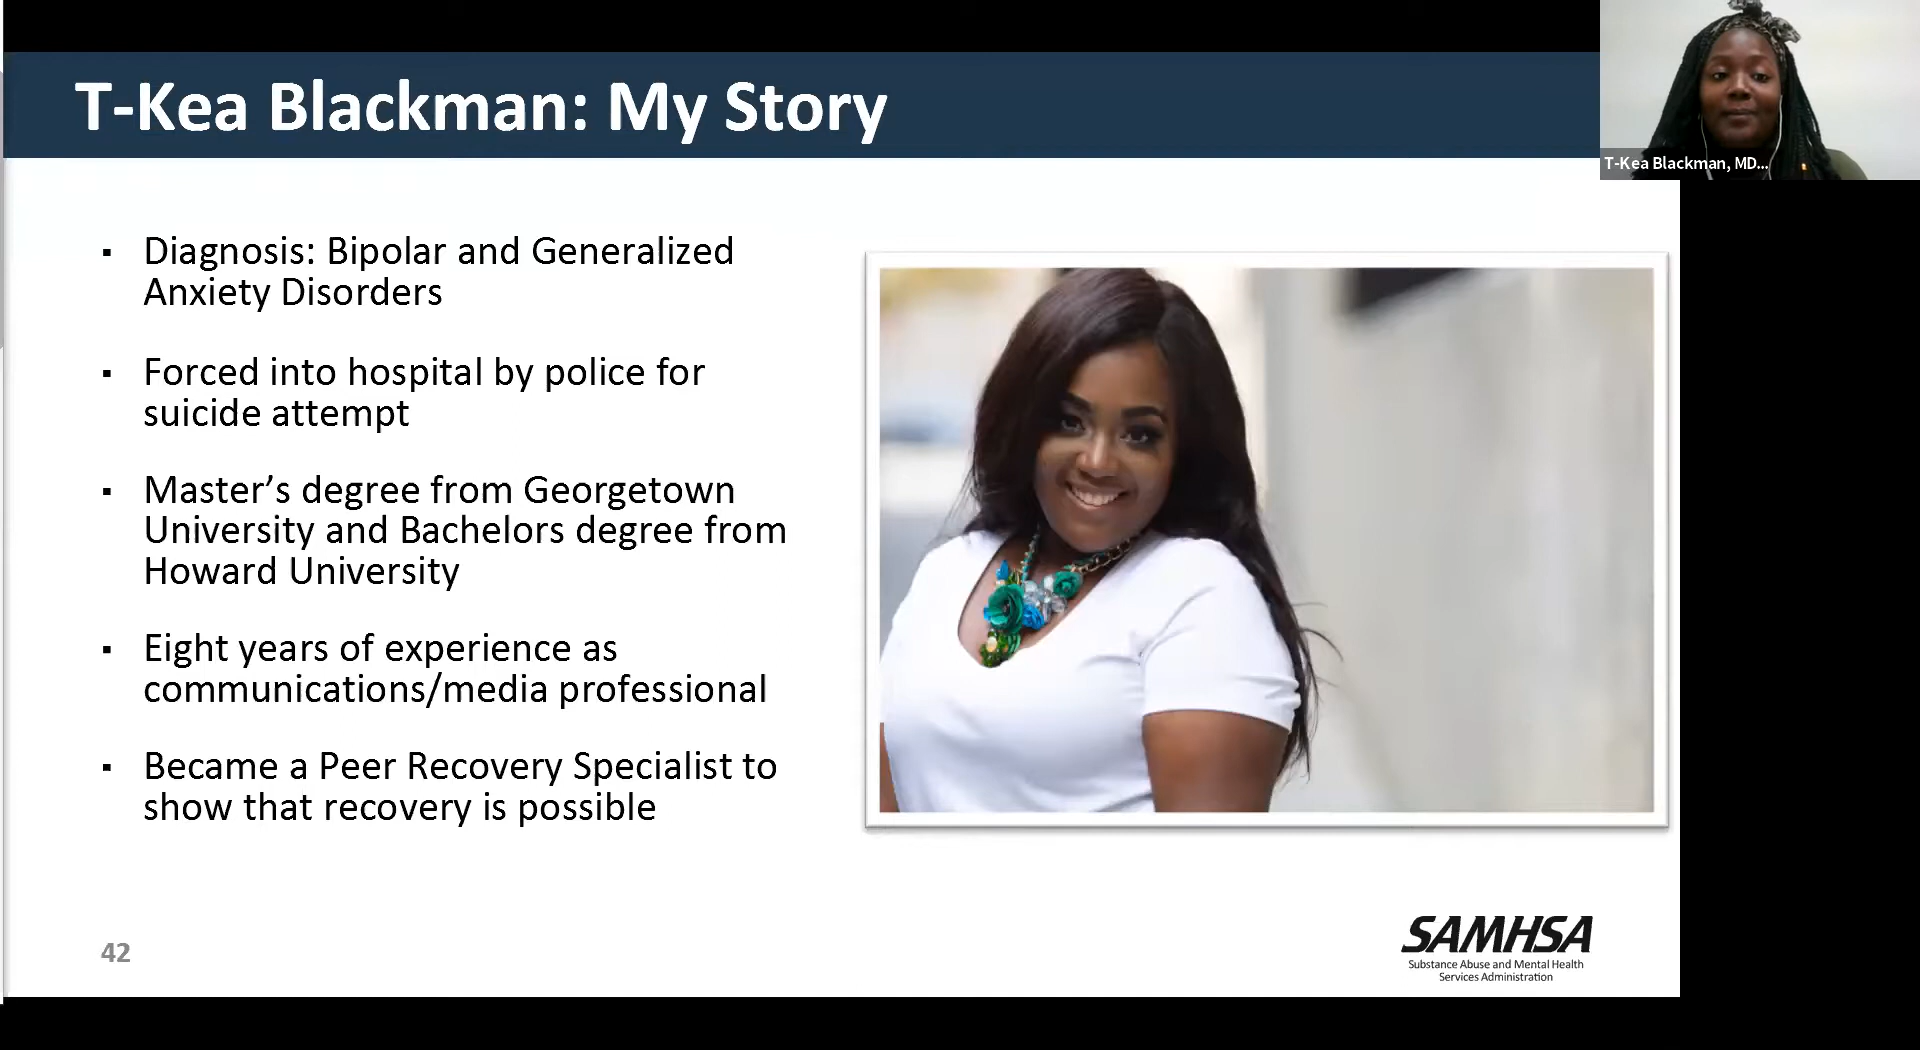 T-Kea Blackman: My Story
T-Kea Blackman, MD...
▪ Diagnosis: Bipolar and Generalized
Anxiety Disorders
▪ Forced into hospital by police for
suicide attempt
▪ Master’s degree from Georgetown
University and Bachelors degree from
Howard University
▪ Eight years of experience as
communications/media professional
▪ Became a Peer Recovery Specialist to
show that recovery is possible
42
SAMHSA
Substance Abuse and Mental Health
Services Administration